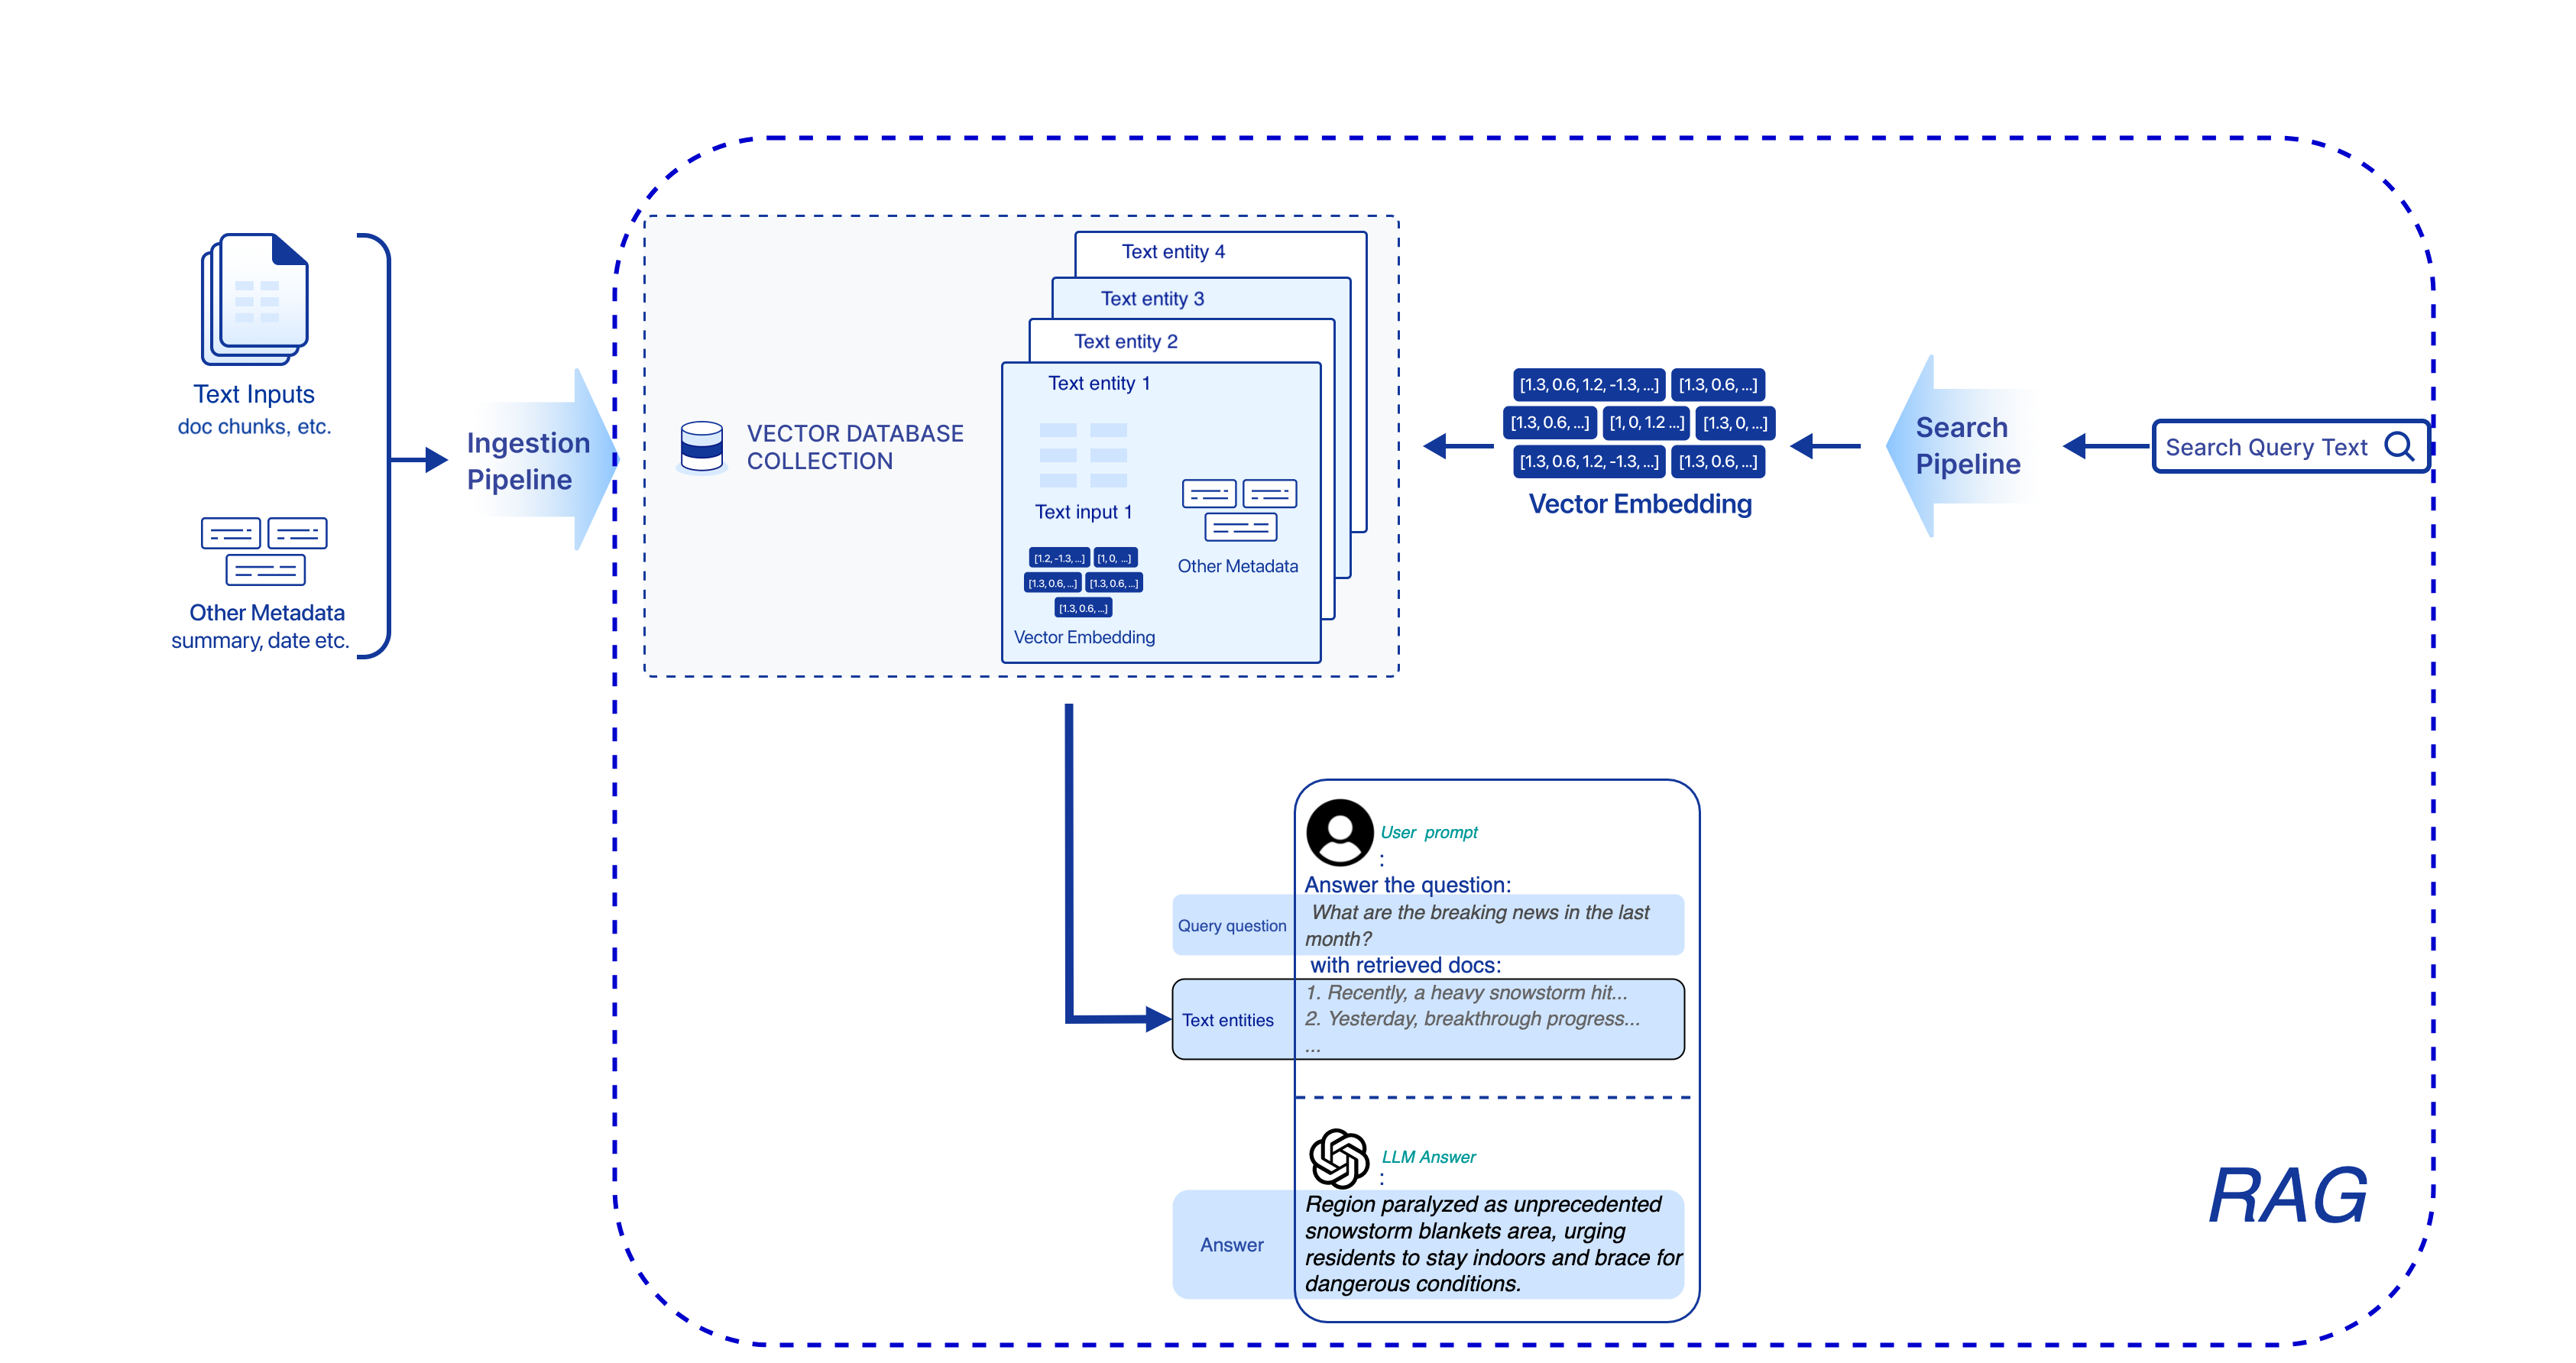 Text Inputs
doc chunks, etc.
Other Metadata
summary, date etc.
Ingestion
Pipeline
VECTOR DATABASE
COLLECTION
Text entity 4
Text entity 3
Text entity 2
Text entity 1
Text input 1
[1.2, -1.3, ...] [1, 0, ...]
[1.3, 0.6, ...] [1.3, 0.6, ...]
[1.3, 0.6, ...]
Vector Embedding
Other Metadata
[1.3, 0.6, 1.2, -1.3, ...] [1.3, 0.6, ...]
[1.3, 0.6, ...] [1, 0, 1.2 ...] [1.3, 0, ...]
[1.3, 0.6, 1.2, -1.3, ...] [1.3, 0.6, ...]
Vector Embedding
Search
Pipeline
Search Query Text
User prompt
:
Answer the question:
Query question
What are the breaking news in the last
month?
with retrieved docs:
Text entities
1. Recently, a heavy snowstorm hit...
2. Yesterday, breakthrough progress...
...
LLM Answer
:
Answer
Region paralyzed as unprecedented
snowstorm blankets area, urging
residents to stay indoors and brace for
dangerous conditions.
RAG